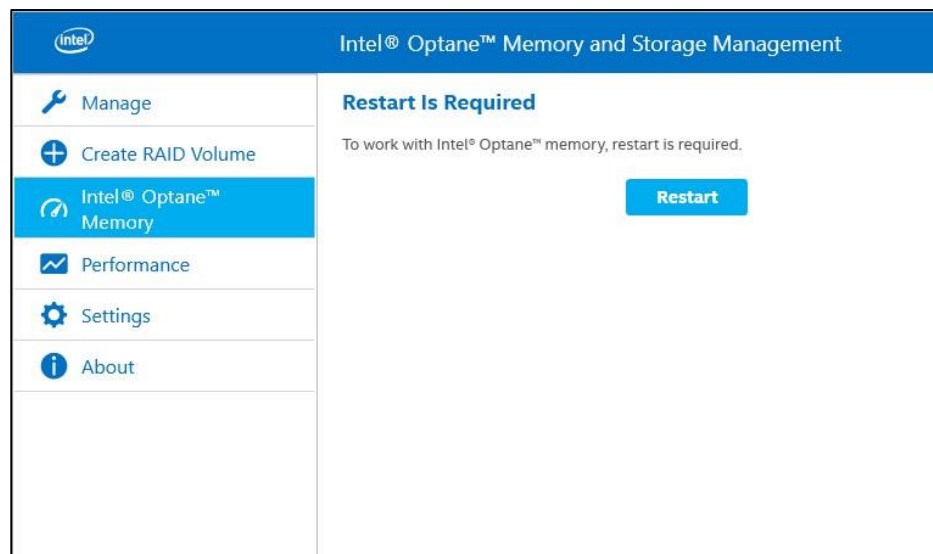 intel
Intel® Optane™ Memory and Storage Management
Manage
Create RAID Volume
Intel® Optane™
Memory
Performance
Settings
About
Restart Is Required
To work with Intel® Optane™ memory, restart is required.
Restart